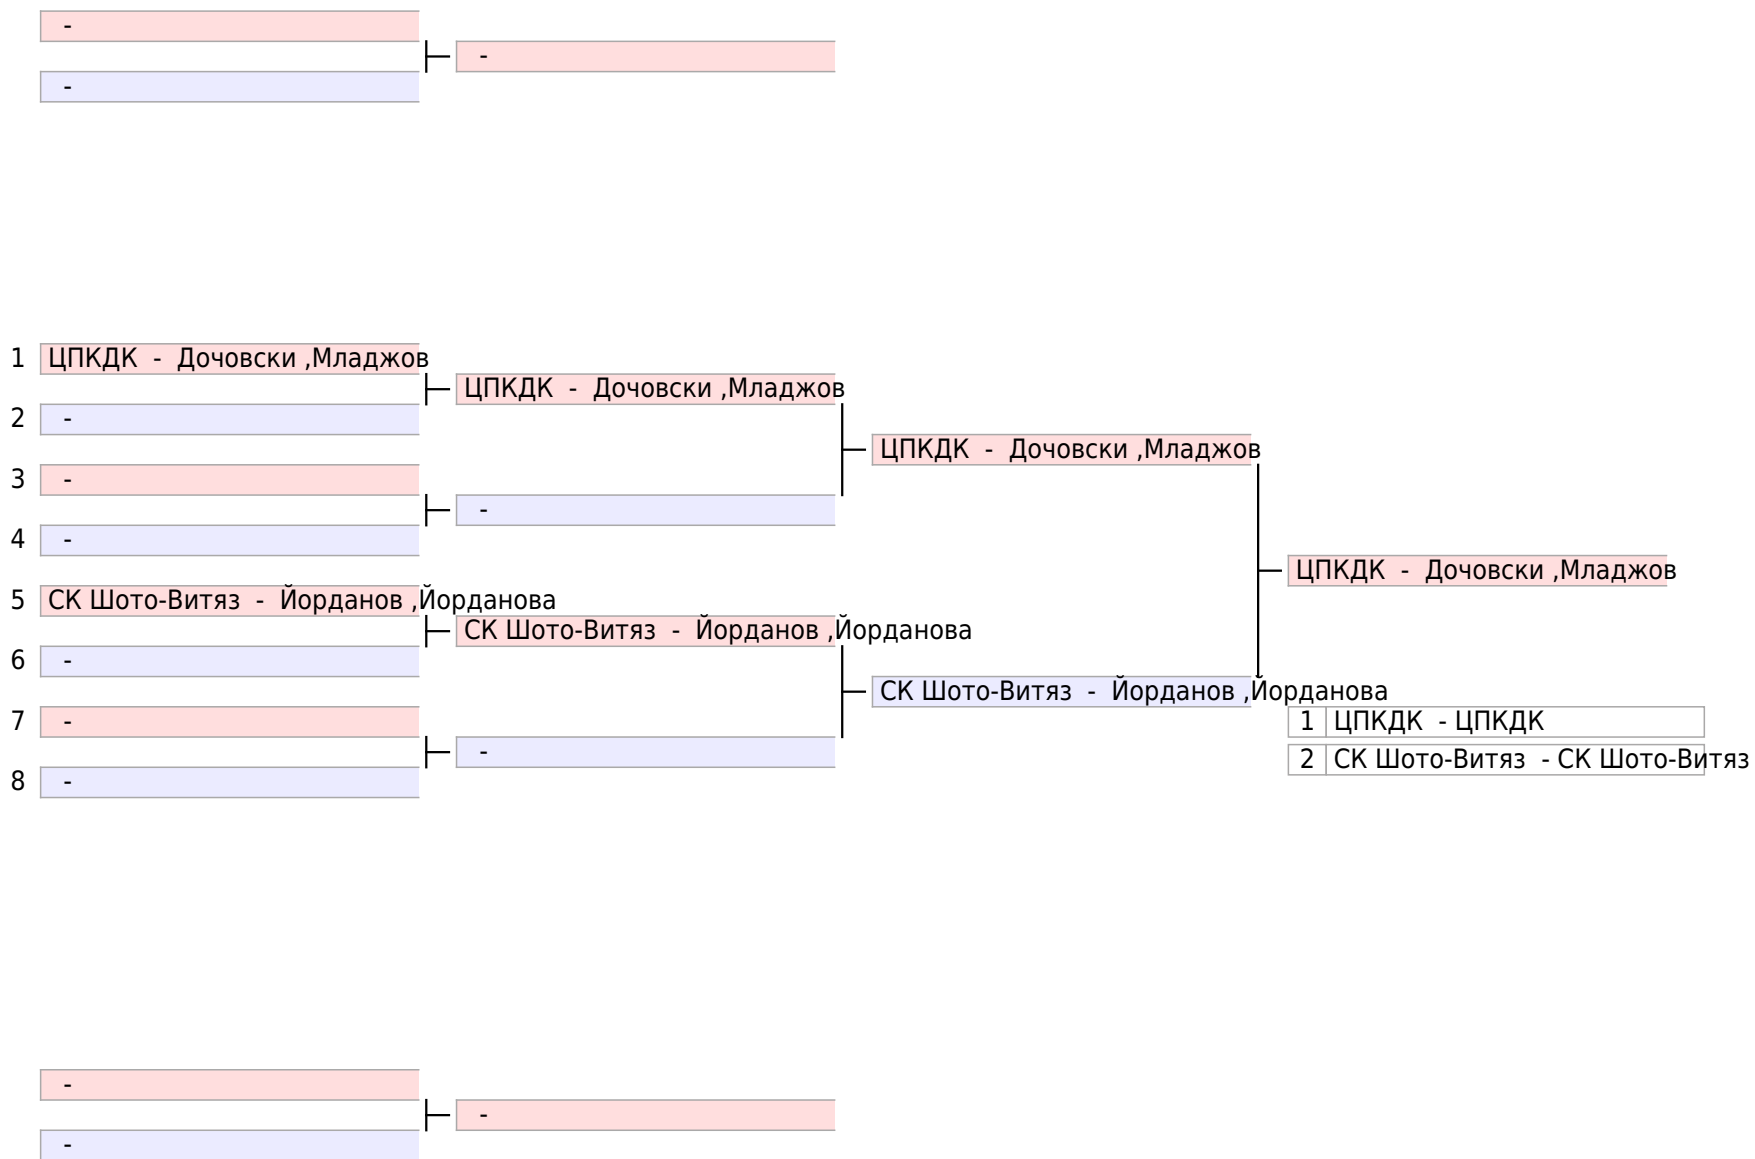 -
-
-
1 ЦПКДК - Дочовски ,Младжов
ЦПКДК - Дочовски ,Младжов
2 -
ЦПКДК - Дочовски ,Младжов
3 -
-
4 -
ЦПКДК - Дочовски ,Младжов
5 СК Шото-Витяз - Йорданов ,Йорданова
СК Шото-Витяз - Йорданов ,Йорданова
6 -
СК Шото-Витяз - Йорданов ,Йорданова
7 -
1 ЦПКДК - ЦПКДК
-
2 СК Шото-Витяз - СК Шото-Витяз
8 -
-
-
-